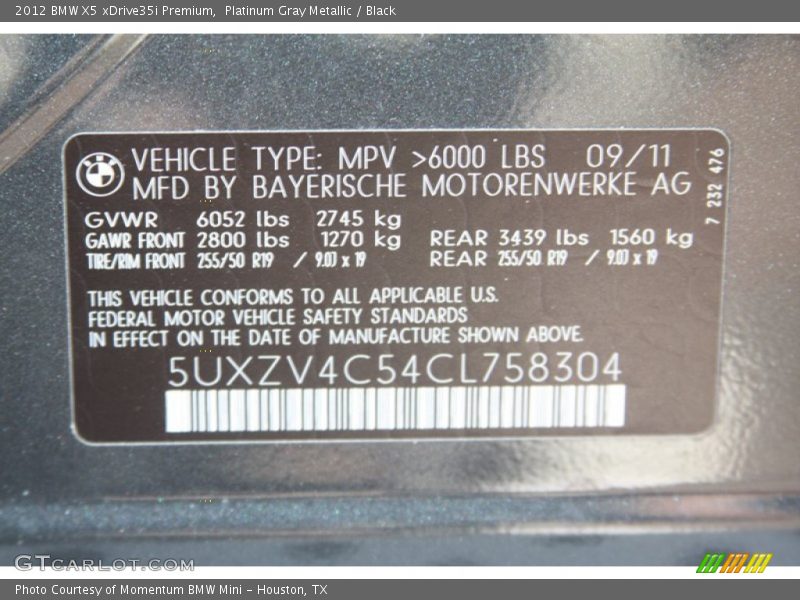 2012 BMW X5 xDrive35i Premium,  Platinum Gray Metallic / Black
BMW
VEHICLE TYPE: MPV >6000 LBS 09/11
MFD BY BAYERISCHE MOTORENWERKE AG
7 232 476
GVWR 6052 lbs 2745 kg
GAWR FRONT 2800 lbs 1270 kg REAR 3439 lbs 1560 kg
TIRE/RIM FRONT 255/50 R19 / 9.0J x 19 REAR 255/50 R19 / 9.0J x 19
THIS VEHICLE CONFORMS TO ALL APPLICABLE U.S.
FEDERAL MOTOR VEHICLE SAFETY STANDARDS
IN EFFECT ON THE DATE OF MANUFACTURE SHOWN ABOVE.
5UXZV4C54CL758304
GTCARLOT.COM
Photo Courtesy of Momentum BMW Mini – Houston, TX